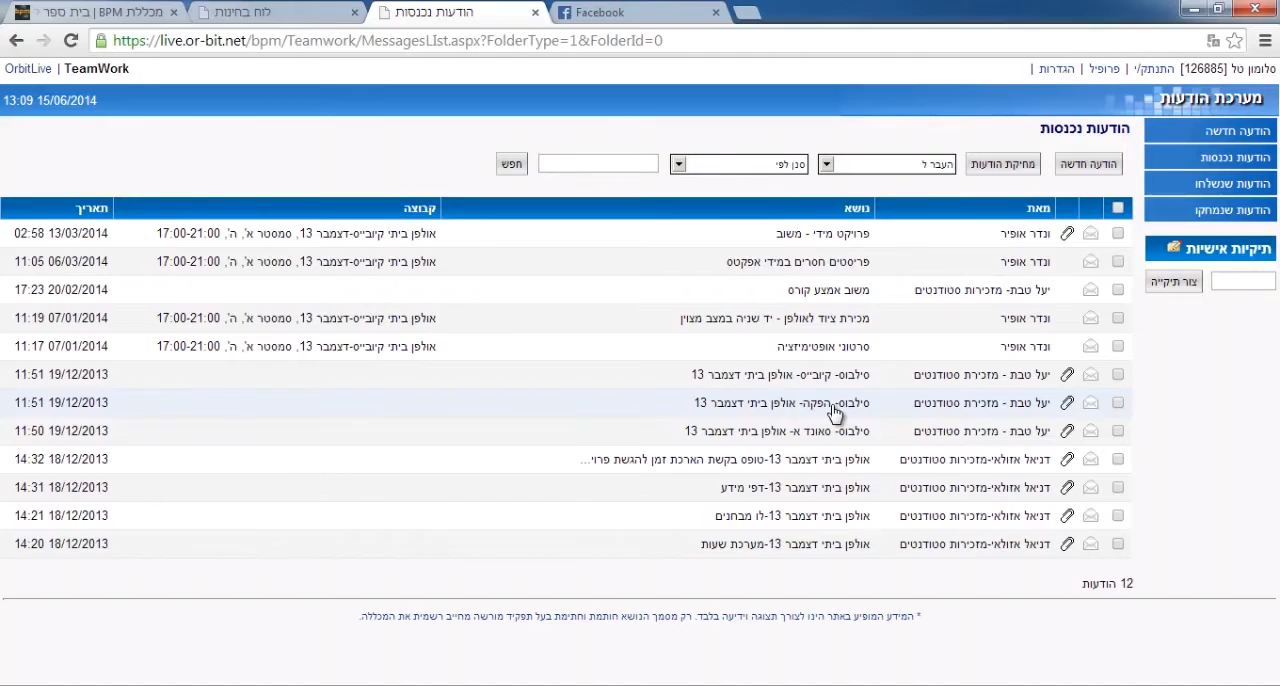 מכללת BPM | בית ספר
לוח בחינות
הודעות נכנסות
Facebook
https://live.or-bit.net/bpm/Teamwork/MessagesLIst.aspx?FolderType=1&FolderId=0
OrbitLive | TeamWork
סלומון טל [126885] התנתק/י | פרופיל | הגדרות |
מערכת הודעות
13:09 15/06/2014
הודעה חדשה
הודעות נכנסות
הודעות שנשלחו
הודעות שנמחקו
תיקיות אישיות
צור תיקייה
הודעות נכנסות
הודעה חדשה מחיקת הודעות העבר ל סנן לפי חפש
מאת נושא קבוצה תאריך
ונדר אופיר פרויקט מידי - משוב אולפן ביתי קיובייס-דצמבר 13, סמסטר א', ה', 17:00-21:00 02:58 13/03/2014
ונדר אופיר פריסטים חסרים במידי אפקטס אולפן ביתי קיובייס-דצמבר 13, סמסטר א', ה', 17:00-21:00 11:05 06/03/2014
יעל טבת- מזכירות סטודנטים משוב אמצע קורס 17:23 20/02/2014
ונדר אופיר מכירת ציוד לאולפן - יד שניה במצב מצוין אולפן ביתי קיובייס-דצמבר 13, סמסטר א', ה', 17:00-21:00 11:19 07/01/2014
ונדר אופיר סרטוני אופטימיזציה אולפן ביתי קיובייס-דצמבר 13, סמסטר א', ה', 17:00-21:00 11:17 07/01/2014
יעל טבת - מזכירת סטודנטים סילבוס- קיובייס- אולפן ביתי דצמבר 13 11:51 19/12/2013
יעל טבת - מזכירת סטודנטים סילבוס- הפקה- אולפן ביתי דצמבר 13 11:51 19/12/2013
יעל טבת - מזכירת סטודנטים סילבוס- סאונד א- אולפן ביתי דצמבר 13 11:50 19/12/2013
דניאל אזולאי-מזכירות סטודנטים אולפן ביתי דצמבר 13-טופס בקשת הארכת זמן להגשת פרוי... 14:32 18/12/2013
דניאל אזולאי-מזכירות סטודנטים אולפן ביתי דצמבר 13-דפי מידע 14:31 18/12/2013
דניאל אזולאי-מזכירות סטודנטים אולפן ביתי דצמבר 13-לו מבחנים 14:21 18/12/2013
דניאל אזולאי-מזכירות סטודנטים אולפן ביתי דצמבר 13-מערכת שעות 14:20 18/12/2013
12 הודעות
* המידע המופיע באתר הינו לצורך תצוגה וידיעה בלבד. רק מסמך הנושא חותמת וחתימת בעל תפקיד מורשה מחייב רשמית את המכללה.